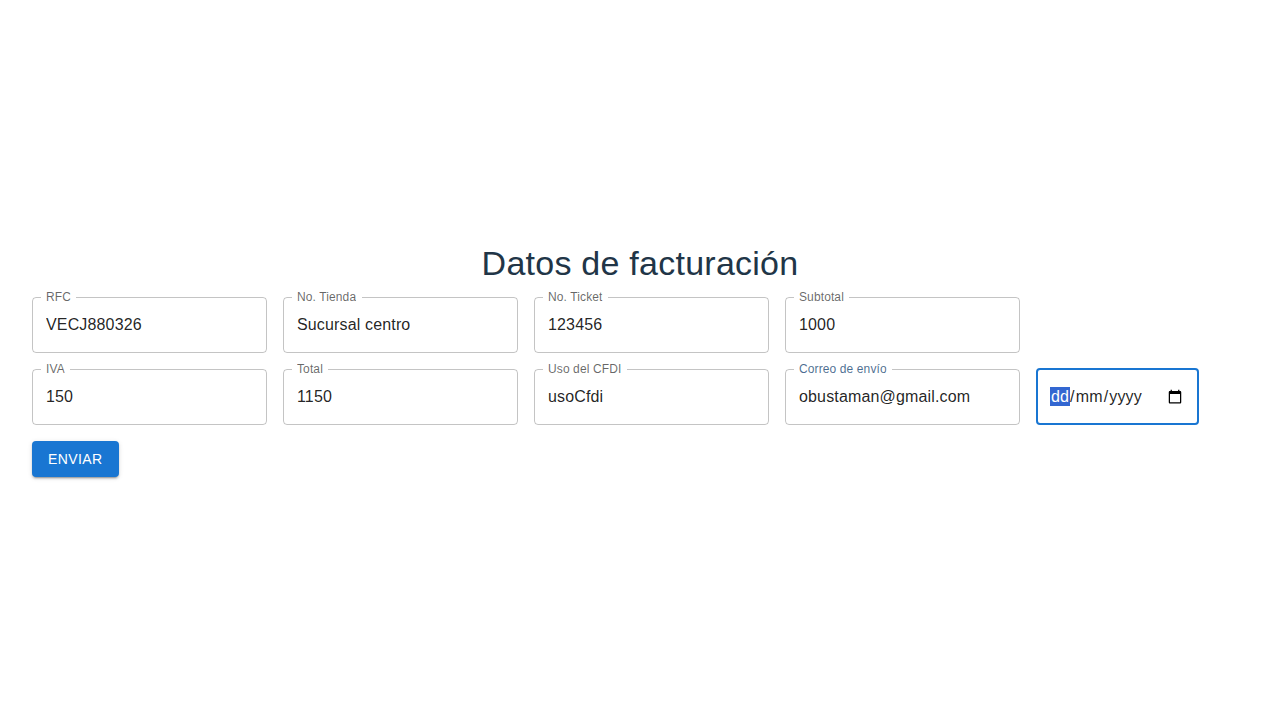 Datos de facturación
RFC No. Tienda No. Ticket Subtotal
VECJ880326 Sucursal centro 123456 1000
IVA Total Uso del CFDI Correo de envío
150 1150 usoCfdi obustaman@gmail.com dd/mm/yyyy
ENVIAR